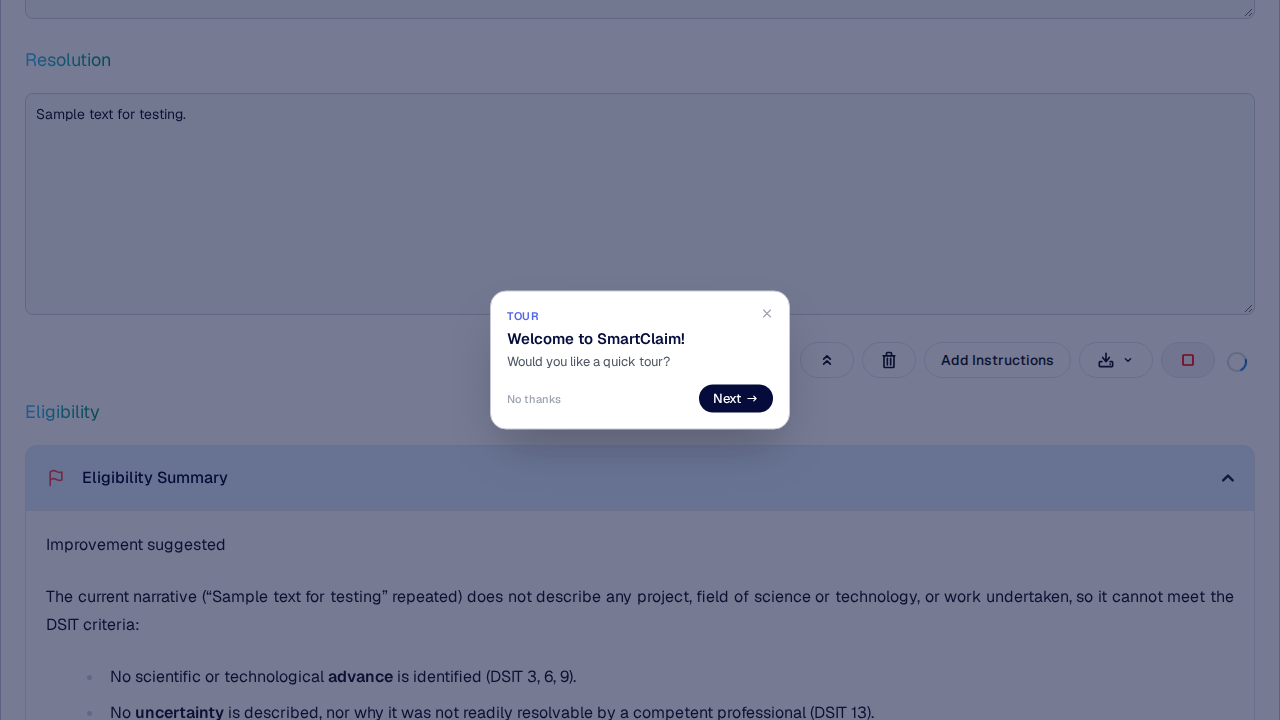 Resolution
Sample text for testing.
TOUR
Welcome to SmartClaim!
Would you like a quick tour?
No thanks
Next →
Add Instructions
Eligibility
Eligibility Summary
Improvement suggested
The current narrative (“Sample text for testing” repeated) does not describe any project, field of science or technology, or work undertaken, so it cannot meet the
DSIT criteria:
No scientific or technological advance is identified (DSIT 3, 6, 9).
No uncertainty is described, nor why it was not readily resolvable by a competent professional (DSIT 13).